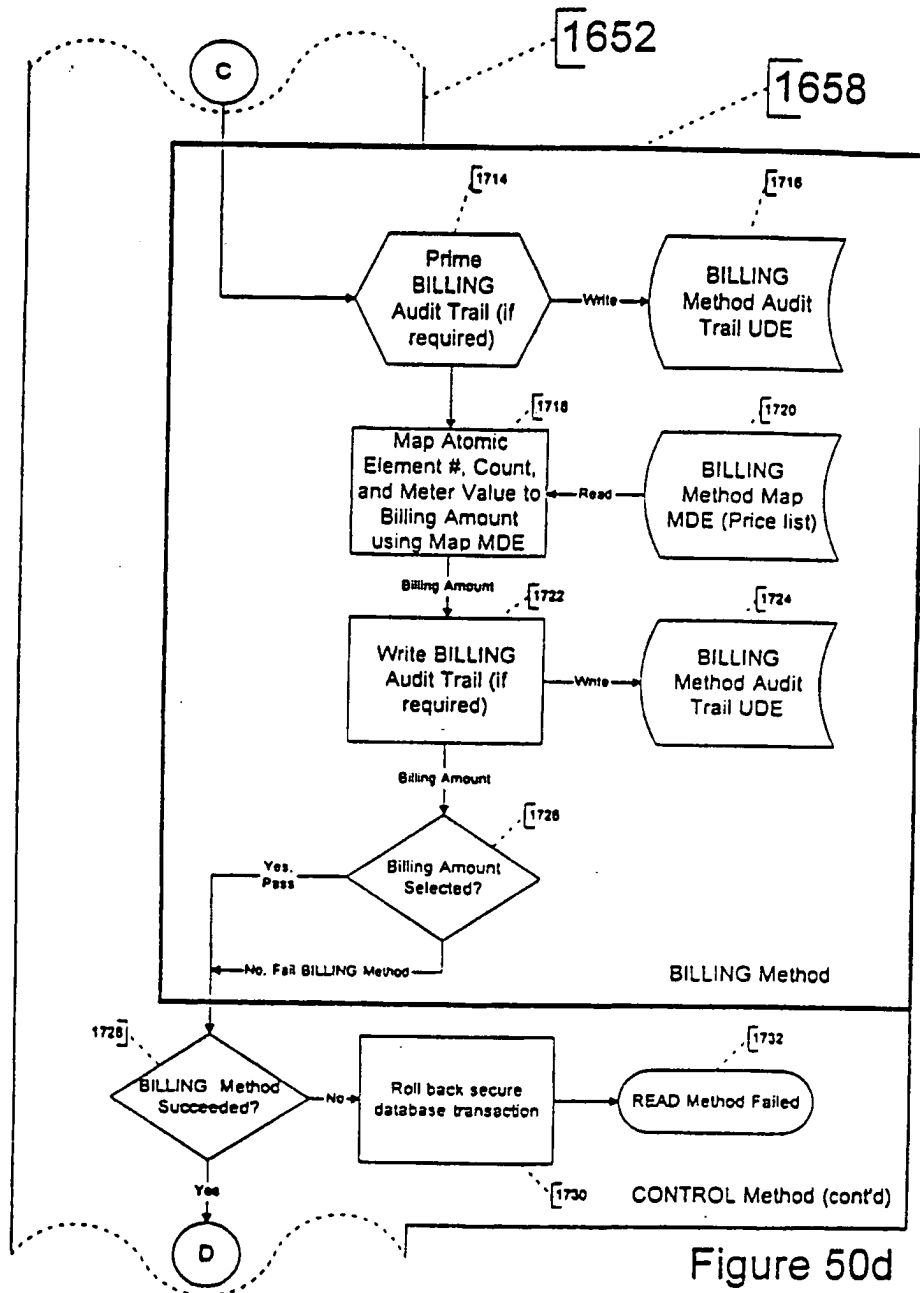 C
1652
1658
1714
1716
Prime
BILLING
Audit Trail (if
required)
Write
BILLING
Method Audit
Trail UDE
1718
1720
Map Atomic
Element #, Count,
and Meter Value to
Billing Amount
using Map MDE
Read
BILLING
Method Map
MDE (Price list)
Billing Amount
1722
1724
Write BILLING
Audit Trail (if
required)
Write
BILLING
Method Audit
Trail UDE
Billing Amount
1726
Yes,
Pass
Billing Amount
Selected?
No, Fail BILLING Method
BILLING Method
1728
1732
BILLING Method
Succeeded?
No
Roll back secure
database transaction
READ Method Failed
Yes
1730
CONTROL Method (cont'd)
D
Figure 50d